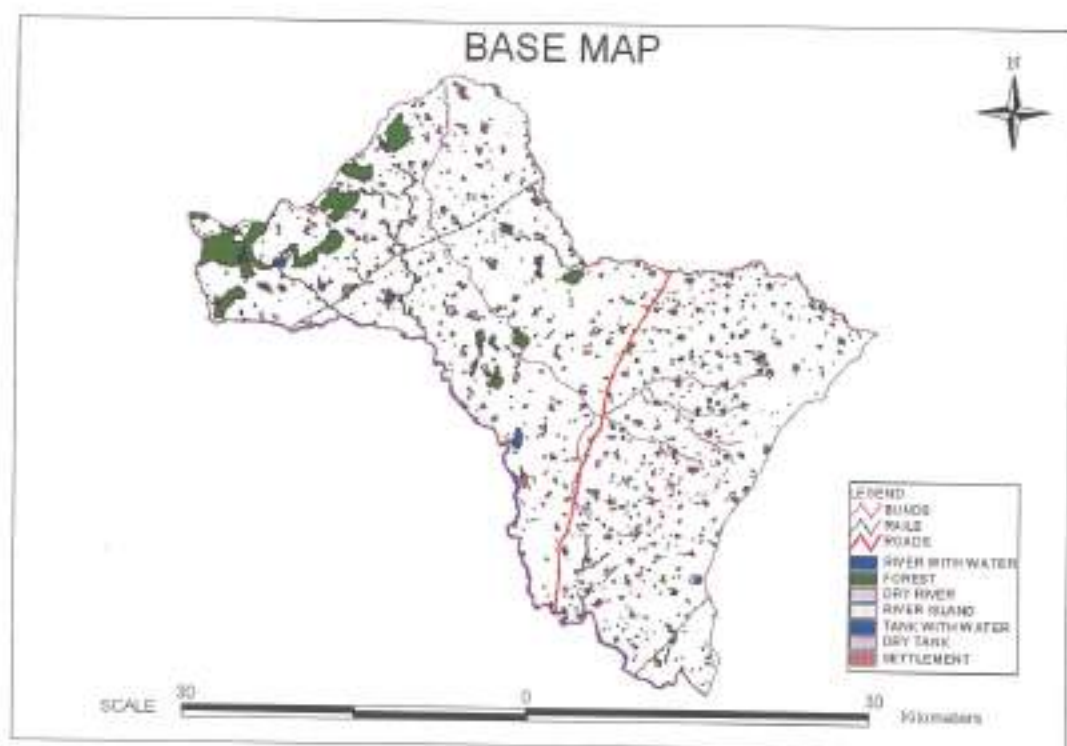 BASE MAP
N
LEGEND
BUNDS
RAILS
ROADS
RIVER WITH WATER
FOREST
DRY RIVER
RIVER ISLAND
TANK WITH WATER
DRY TANK
SETTLEMENT
SCALE 30 0 30 Kilometers